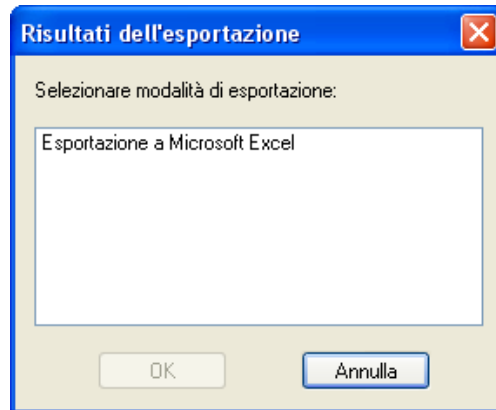 Risultati dell'esportazione
Selezionare modalità di esportazione:
Esportazione a Microsoft Excel
OK
Annulla